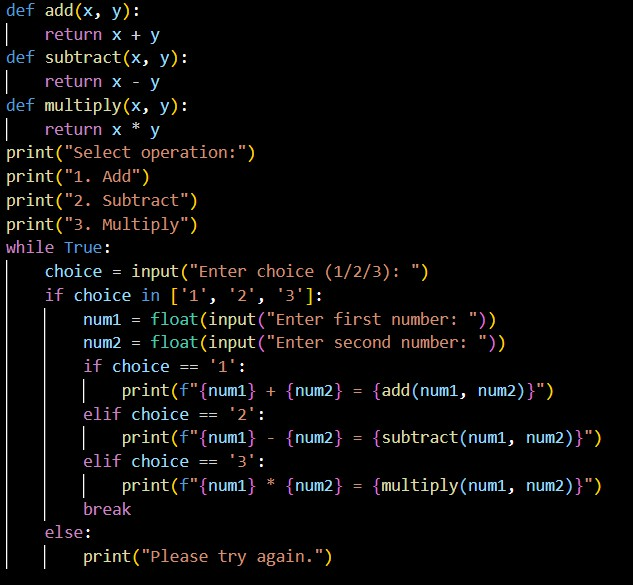 def add(x, y):
    return x + y
def subtract(x, y):
    return x - y
def multiply(x, y):
    return x * y
print("Select operation:")
print("1. Add")
print("2. Subtract")
print("3. Multiply")
while True:
    choice = input("Enter choice (1/2/3): ")
    if choice in ['1', '2', '3']:
        num1 = float(input("Enter first number: "))
        num2 = float(input("Enter second number: "))
        if choice == '1':
            print(f"{num1} + {num2} = {add(num1, num2)}")
        elif choice == '2':
            print(f"{num1} - {num2} = {subtract(num1, num2)}")
        elif choice == '3':
            print(f"{num1} * {num2} = {multiply(num1, num2)}")
        break
    else:
        print("Please try again.")